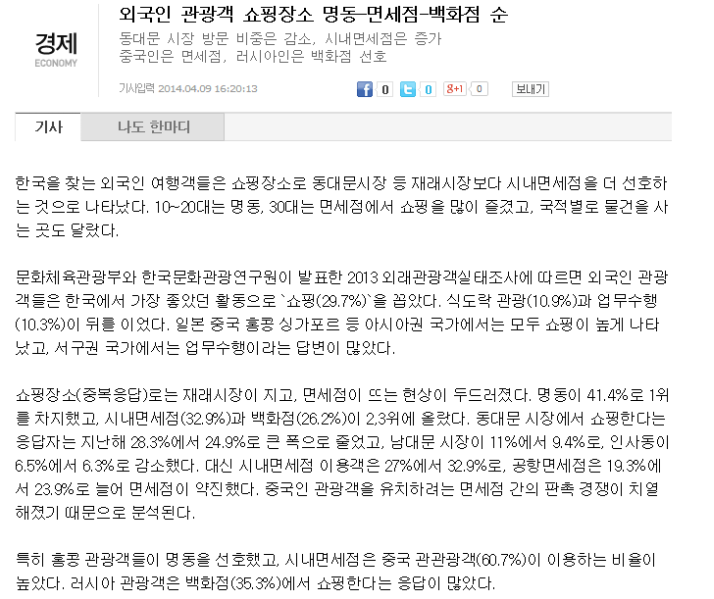 외국인 관광객 쇼핑장소 명동-면세점-백화점 순
경제
ECONOMY
동대문 시장 방문 비중은 감소, 시내면세점은 증가
중국인은 면세점, 러시아인은 백화점 선호
기사입력 2014.04.09 16:20:13
f 0 t 0 g+1 0 보내기
기사 나도 한마디
한국을 찾는 외국인 여행객들은 쇼핑장소로 동대문시장 등 재래시장보다 시내면세점을 더 선호하
는 것으로 나타났다. 10~20대는 명동, 30대는 면세점에서 쇼핑을 많이 즐겼고, 국적별로 물건을 사
는 곳도 달랐다.
문화체육관광부와 한국문화관광연구원이 발표한 2013 외래관광객실태조사에 따르면 외국인 관광
객들은 한국에서 가장 좋았던 활동으로 `쇼핑(29.7%)`을 꼽았다. 식도락 관광(10.9%)과 업무수행
(10.3%)이 뒤를 이었다. 일본 중국 홍콩 싱가포르 등 아시아권 국가에서는 모두 쇼핑이 높게 나타
났고, 서구권 국가에서는 업무수행이라는 답변이 많았다.
쇼핑장소(중복응답)로는 재래시장이 지고, 면세점이 뜨는 현상이 두드러졌다. 명동이 41.4%로 1위
를 차지했고, 시내면세점(32.9%)과 백화점(26.2%)이 2,3위에 올랐다. 동대문 시장에서 쇼핑한다는
응답자는 지난해 28.3%에서 24.9%로 큰 폭으로 줄었고, 남대문 시장이 11%에서 9.4%로, 인사동이
6.5%에서 6.3%로 감소했다. 대신 시내면세점 이용객은 27%에서 32.9%로, 공항면세점은 19.3%에
서 23.9%로 늘어 면세점이 약진했다. 중국인 관광객을 유치하려는 면세점 간의 판촉 경쟁이 치열
해졌기 때문으로 분석된다.
특히 홍콩 관광객들이 명동을 선호했고, 시내면세점은 중국 관관광객(60.7%)이 이용하는 비율이
높았다. 러시아 관광객은 백화점(35.3%)에서 쇼핑한다는 응답이 많았다.